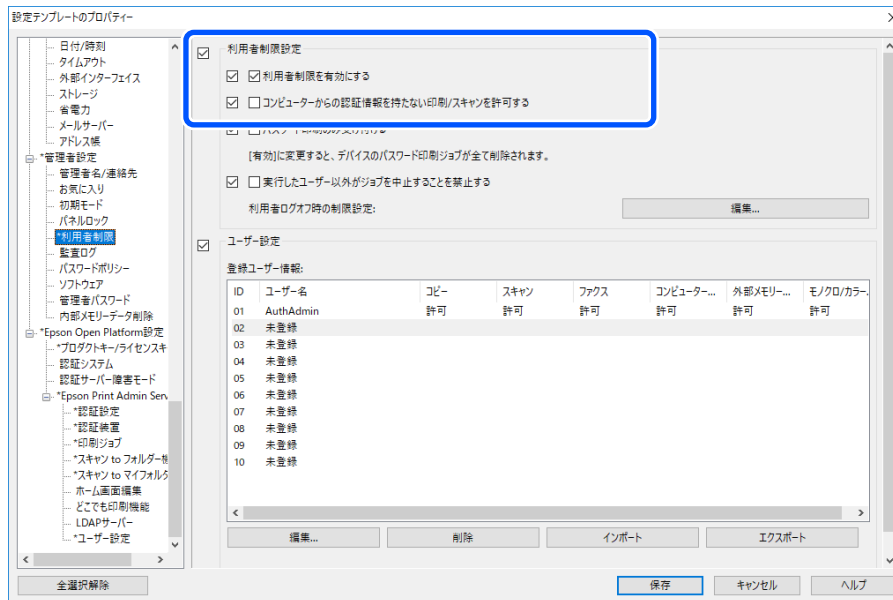 設定テンプレートのプロパティー
日付/時刻
タイムアウト
外部インターフェイス
ストレージ
省電力
メールサーバー
アドレス帳
*管理者設定
管理者名/連絡先
お気に入り
初期モード
パネルロック
*利用者制限
監査ログ
パスワードポリシー
ソフトウェア
管理者パスワード
内部メモリーデータ削除
*Epson Open Platform設定
*プロダクトキー/ライセンスキ
認証システム
認証サーバー障害モード
*Epson Print Admin Serv
*認証設定
*認証装置
*印刷ジョブ
*スキャン to フォルダー機
*スキャン to マイフォルダ
ホーム画面編集
どこでも印刷機能
LDAPサーバー
*ユーザー設定
全選択解除
利用者制限設定
利用者制限を有効にする
コンピューターからの認証情報を持たない印刷/スキャンを許可する
[有効]に変更すると、デバイスのパスワード印刷ジョブが全て削除されます。
実行したユーザー以外がジョブを中止することを禁止する
利用者ログオフ時の制限設定: 編集...
ユーザー設定
登録ユーザー情報:
ID ユーザー名 コピー スキャン ファクス コンピューター... 外部メモリー... モノクロ/カラー.
01 AuthAdmin 許可 許可 許可 許可 許可 許可
02 未登録
03 未登録
04 未登録
05 未登録
06 未登録
07 未登録
08 未登録
09 未登録
10 未登録
編集... 削除 インポート エクスポート
保存 キャンセル ヘルプ